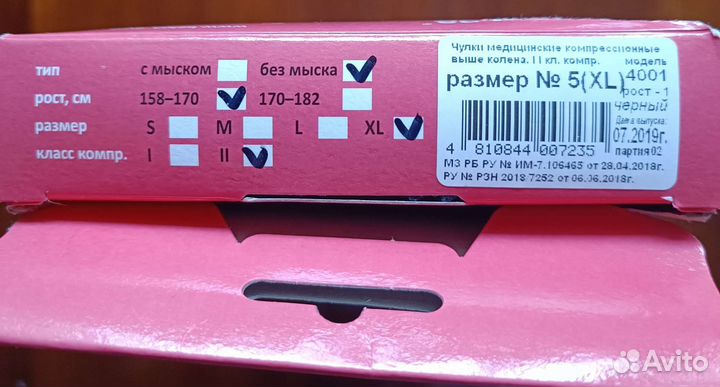 тип с мыском без мыска
рост, см 158–170 170–182
размер S M L XL
класс компр. I II
Чулки медицинские компрессионные
выше колена. II кл. компр. модель
размер № 5(XL) 4001
рост - 1
черный
Дата выпуска:
07.2019г.
4 810844 007235 партия 02
МЗ РБ РУ № ИМ-7.106465 от 28.04.2018г.
РУ № РЗН 2018/7252 от 06.06.2018г.
Avito